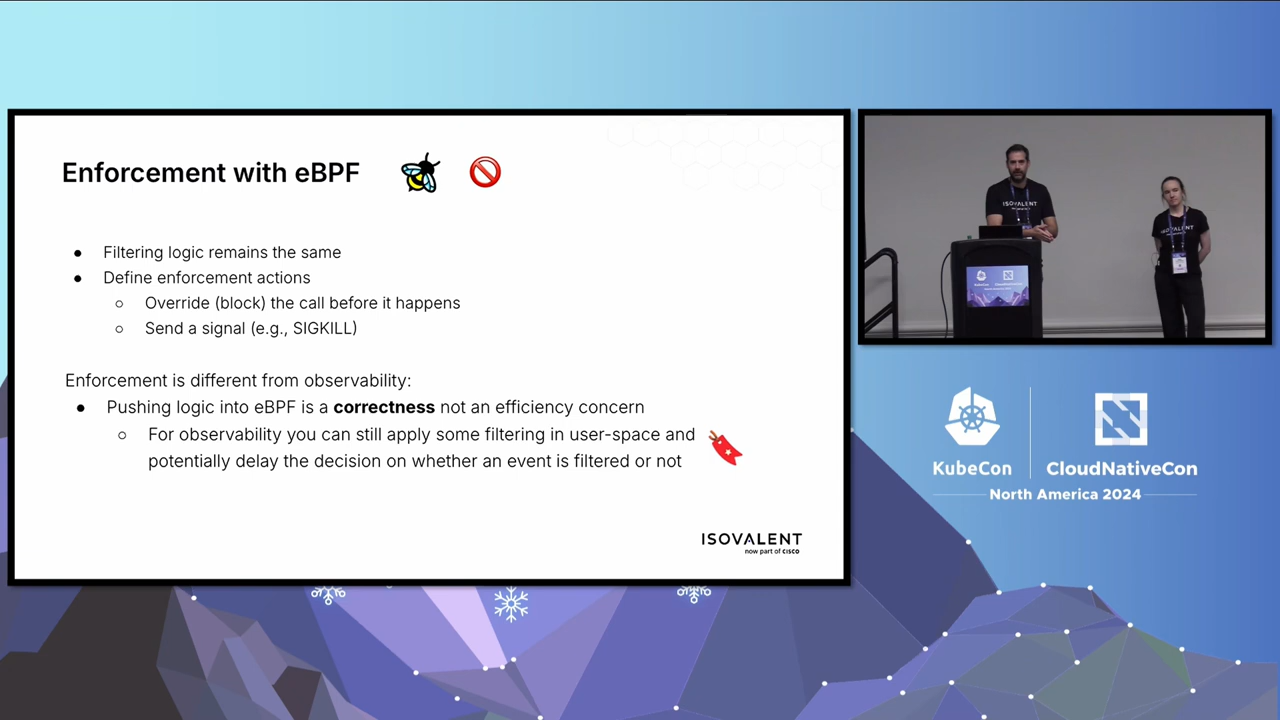 Enforcement with eBPF
● Filtering logic remains the same
● Define enforcement actions
○ Override (block) the call before it happens
○ Send a signal (e.g., SIGKILL)
Enforcement is different from observability:
● Pushing logic into eBPF is a correctness not an efficiency concern
○ For observability you can still apply some filtering in user-space and
potentially delay the decision on whether an event is filtered or not
ISOVALENT
now part of CISCO
ISOVALENT
ISOVALENT
KubeCon
CloudNativeCon
North America 2024